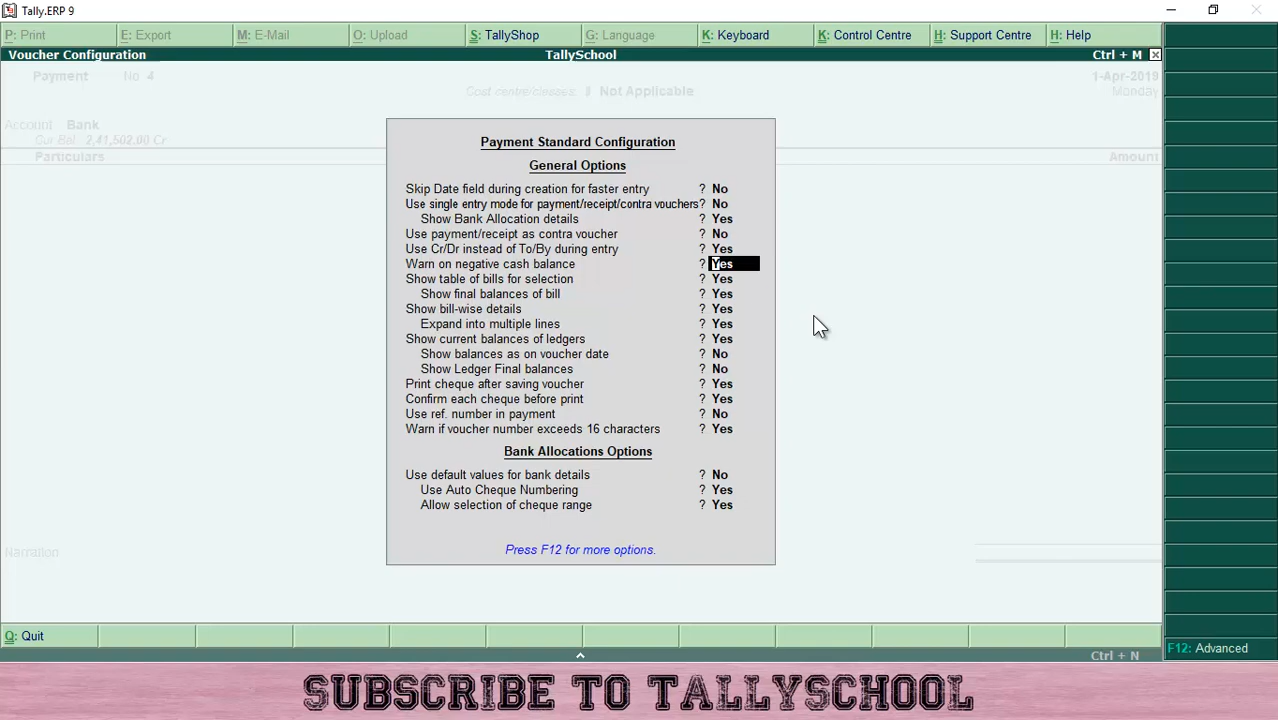 Tally.ERP 9
P: Print E: Export M: E-Mail O: Upload S: TallyShop G: Language K: Keyboard K: Control Centre H: Support Centre H: Help
Voucher Configuration TallySchool Ctrl + M
Payment No 4 1-Apr-2019
Cost centre/classes: Not Applicable Monday
Account Bank
Cur Bal 2,41,502.00 Cr
Particulars Amount
Payment Standard Configuration
General Options
Skip Date field during creation for faster entry ? No
Use single entry mode for payment/receipt/contra vouchers? No
Show Bank Allocation details ? Yes
Use payment/receipt as contra voucher ? No
Use Cr/Dr instead of To/By during entry ? Yes
Warn on negative cash balance ? Yes
Show table of bills for selection ? Yes
Show final balances of bill ? Yes
Show bill-wise details ? Yes
Expand into multiple lines ? Yes
Show current balances of ledgers ? Yes
Show balances as on voucher date ? No
Show Ledger Final balances ? No
Print cheque after saving voucher ? Yes
Confirm each cheque before print ? Yes
Use ref. number in payment ? No
Warn if voucher number exceeds 16 characters ? Yes
Bank Allocations Options
Use default values for bank details ? No
Use Auto Cheque Numbering ? Yes
Allow selection of cheque range ? Yes
Press F12 for more options.
Narration
Q: Quit
F12: Advanced
Ctrl + N
SUBSCRIBE TO TALLYSCHOOL